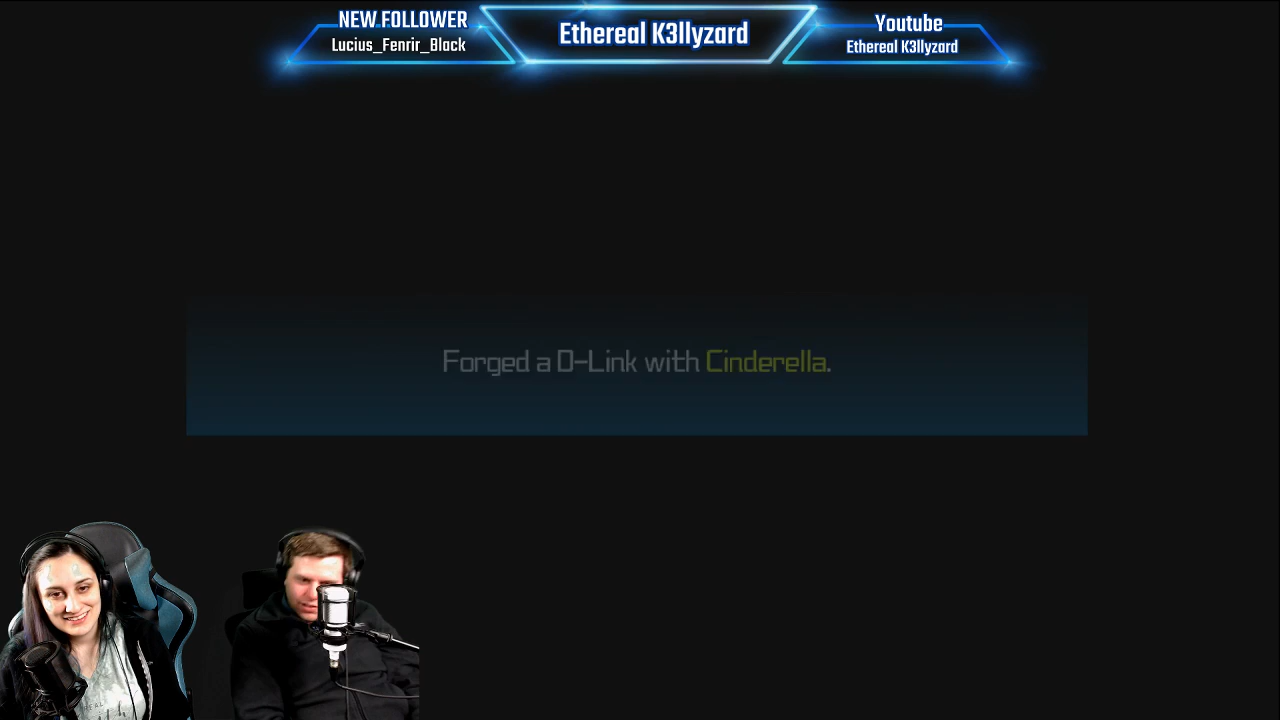 NEW FOLLOWER
Lucius_Fenrir_Black
Ethereal K3llyzard
Youtube
Ethereal K3llyzard
Forged a D-Link with Cinderella.